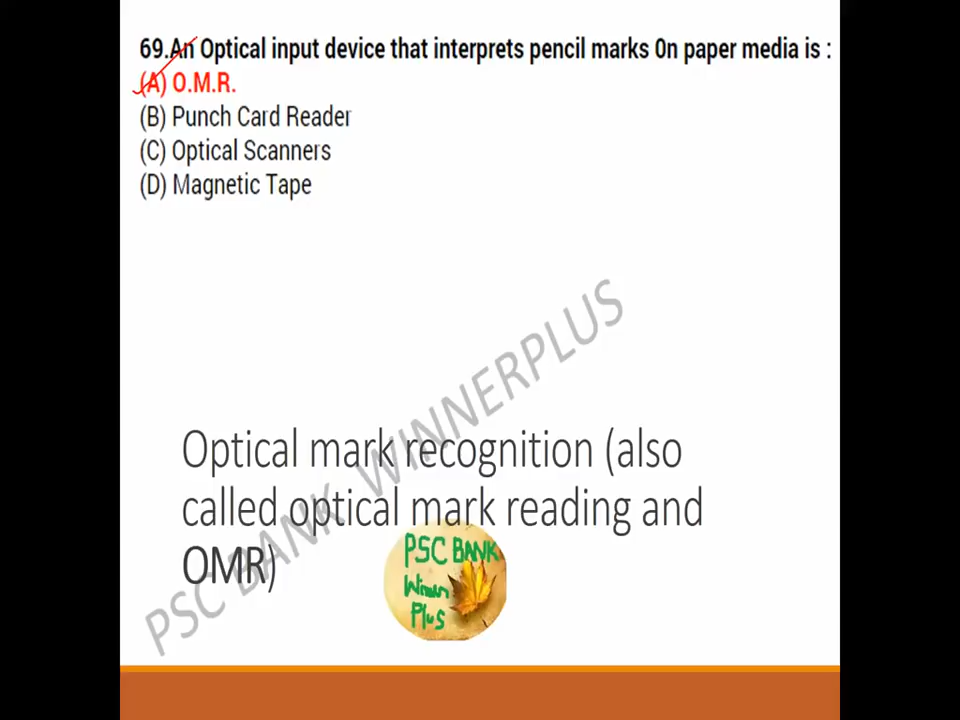 69.An Optical input device that interprets pencil marks 0n paper media is :
(A) O.M.R.
(B) Punch Card Reader
(C) Optical Scanners
(D) Magnetic Tape
PSC BANK WINNERPLUS
Optical mark recognition (also
called optical mark reading and
OMR)
PSC BANK
Winner
Plus